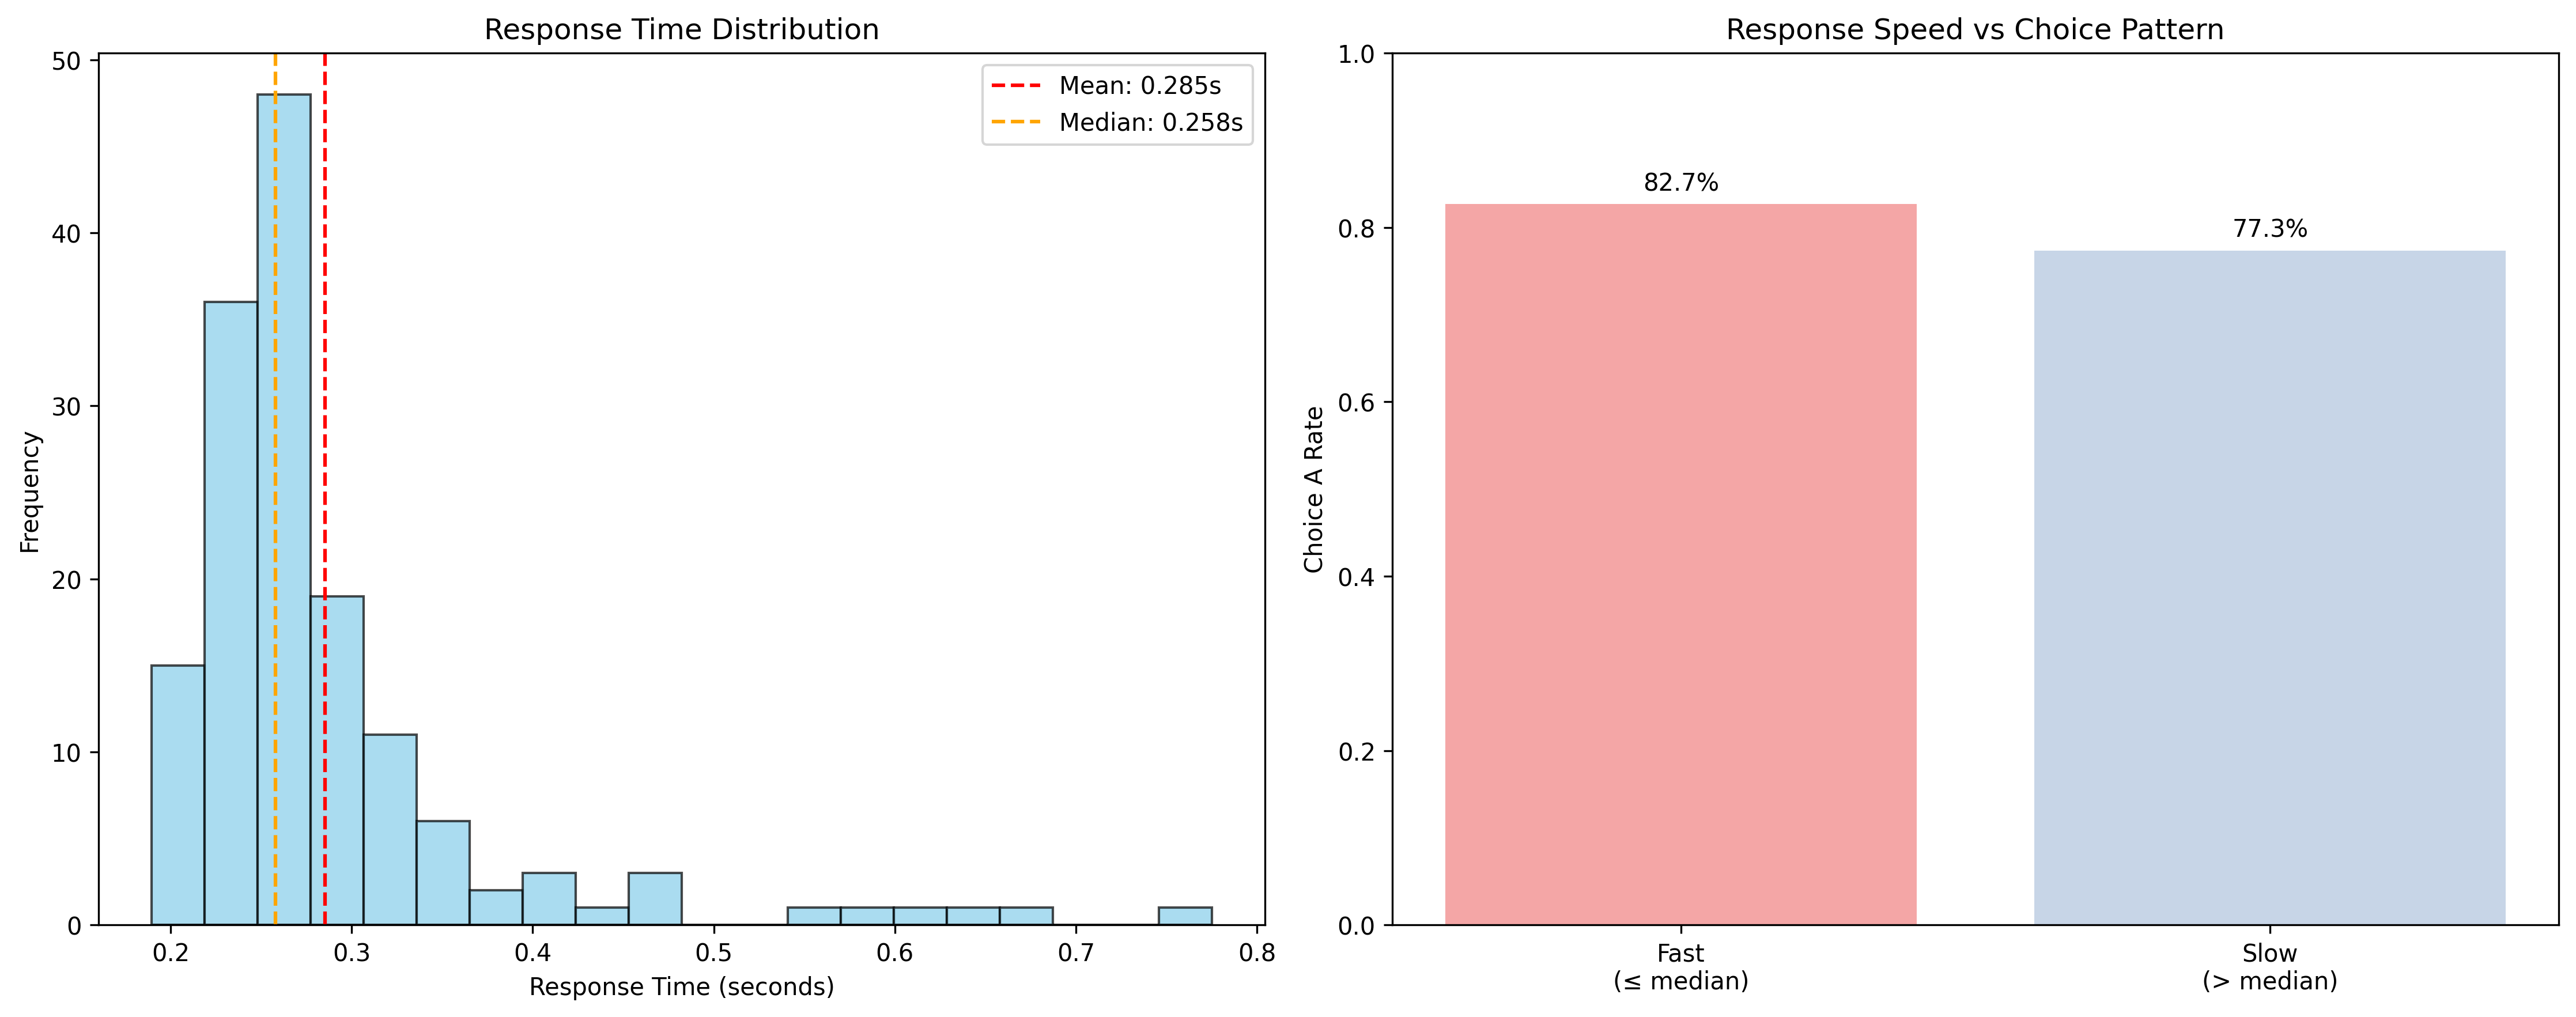 Response Time Distribution
50
40
30
20
10
0
Frequency
Mean: 0.285s
Median: 0.258s
0.2 0.3 0.4 0.5 0.6 0.7 0.8
Response Time (seconds)
Response Speed vs Choice Pattern
1.0
0.8
0.6
0.4
0.2
0.0
Choice A Rate
82.7%
77.3%
Fast
(≤ median)
Slow
(> median)